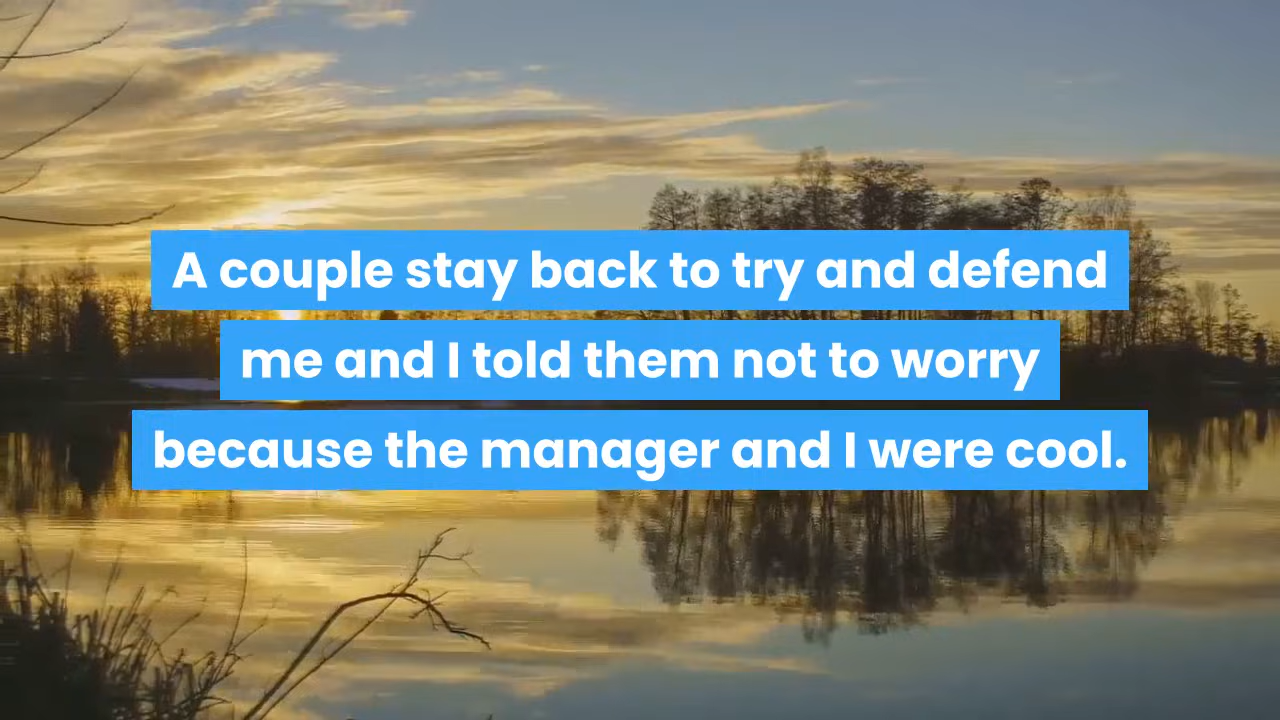 A couple stay back to try and defend
me and I told them not to worry
because the manager and I were cool.